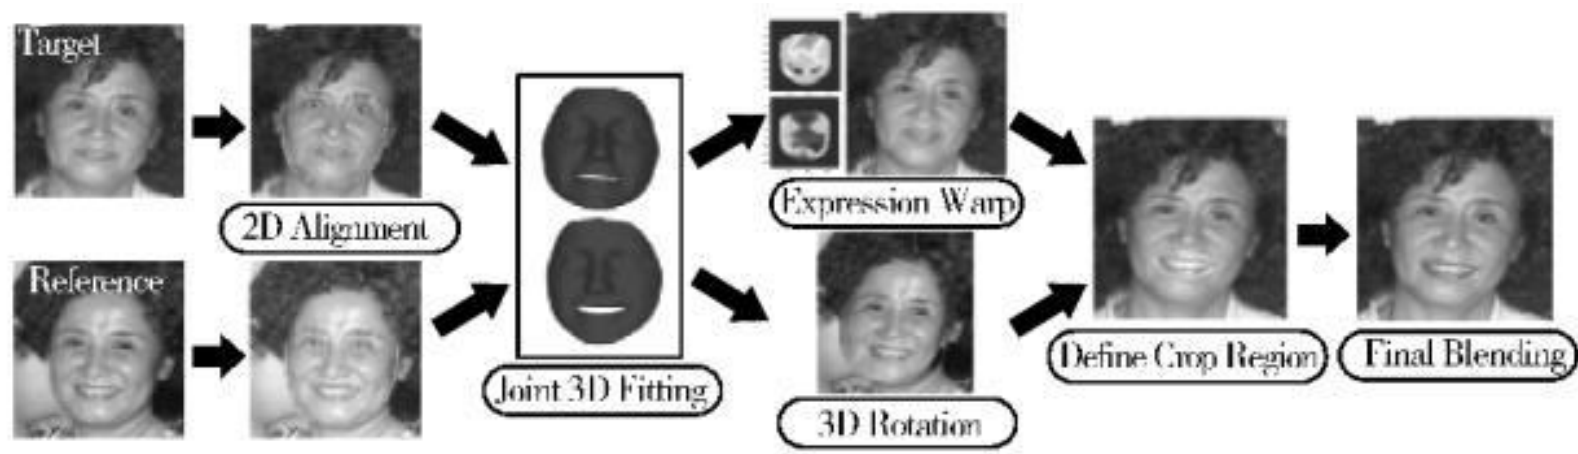 Target
2D Alignment
Reference
Joint 3D Fitting
Expression Warp
3D Rotation
Define Crop Region
Final Blending